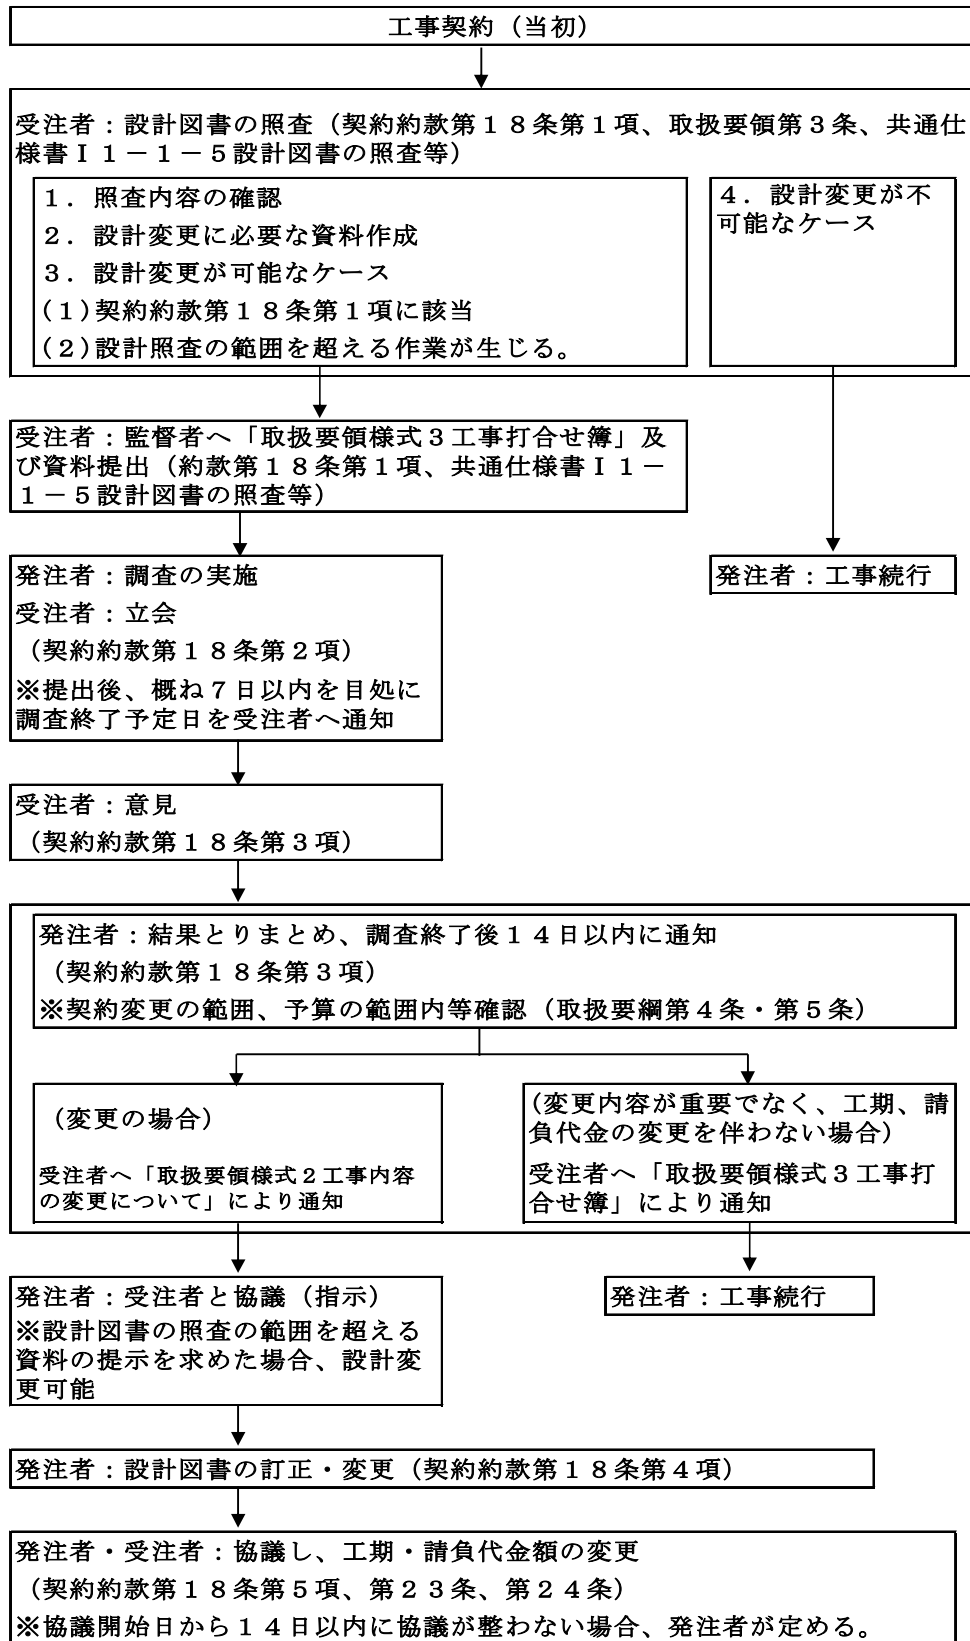 工事契約（当初）
受注者：設計図書の照査（契約約款第１８条第１項、取扱要領第３条、共通仕
様書Ⅰ１－１－５設計図書の照査等）
１．照査内容の確認
２．設計変更に必要な資料作成
３．設計変更が可能なケース
(１)契約約款第１８条第１項に該当
(２)設計照査の範囲を超える作業が生じる。
４．設計変更が不
可能なケース
受注者：監督者へ「取扱要領様式３工事打合せ簿」及
び資料提出（約款第１８条第１項、共通仕様書Ⅰ１－
１－５設計図書の照査等）
発注者：調査の実施
受注者：立会
（契約約款第１８条第２項）
※提出後、概ね７日以内を目処に
調査終了予定日を受注者へ通知
発注者：工事続行
受注者：意見
（契約約款第１８条第３項）
発注者：結果とりまとめ、調査終了後１４日以内に通知
（契約約款第１８条第３項）
※契約変更の範囲、予算の範囲内等確認（取扱要綱第４条・第５条）
（変更の場合）
受注者へ「取扱要領様式２工事内容
の変更について」により通知
(変更内容が重要でなく、工期、請
負代金の変更を伴わない場合）
受注者へ「取扱要領様式３工事打
合せ簿」により通知
発注者：受注者と協議（指示）
※設計図書の照査の範囲を超える
資料の提示を求めた場合、設計変
更可能
発注者：工事続行
発注者：設計図書の訂正・変更（契約約款第１８条第４項）
発注者・受注者：協議し、工期・請負代金額の変更
（契約約款第１８条第５項、第２３条、第２４条）
※協議開始日から１４日以内に協議が整わない場合、発注者が定める。